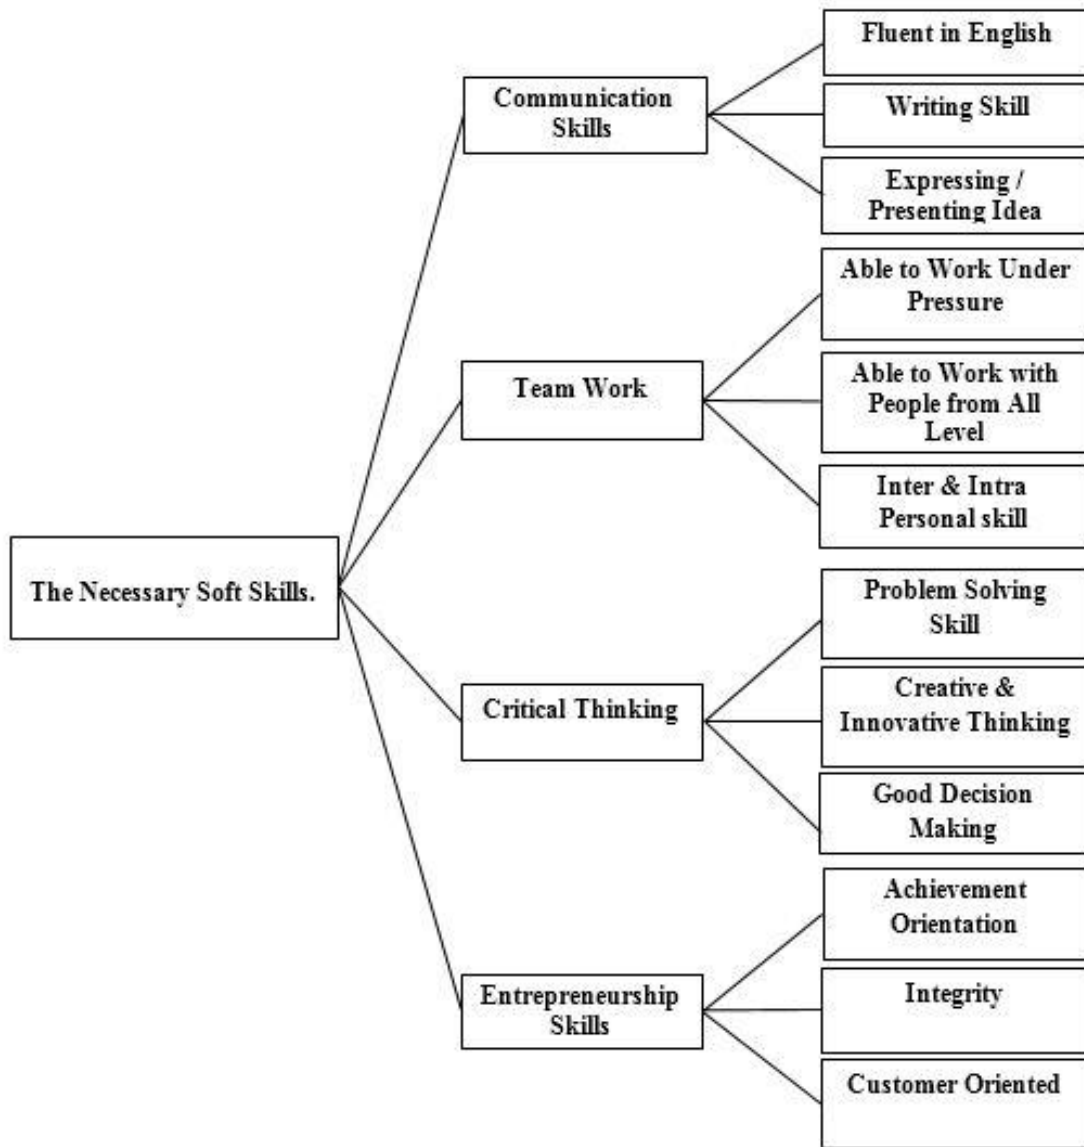 The Necessary Soft Skills.
Communication
Skills
Fluent in English
Writing Skill
Expressing /
Presenting Idea
Team Work
Able to Work Under
Pressure
Able to Work with
People from All
Level
Inter & Intra
Personal skill
Critical Thinking
Problem Solving
Skill
Creative &
Innovative Thinking
Good Decision
Making
Entrepreneurship
Skills
Achievement
Orientation
Integrity
Customer Oriented